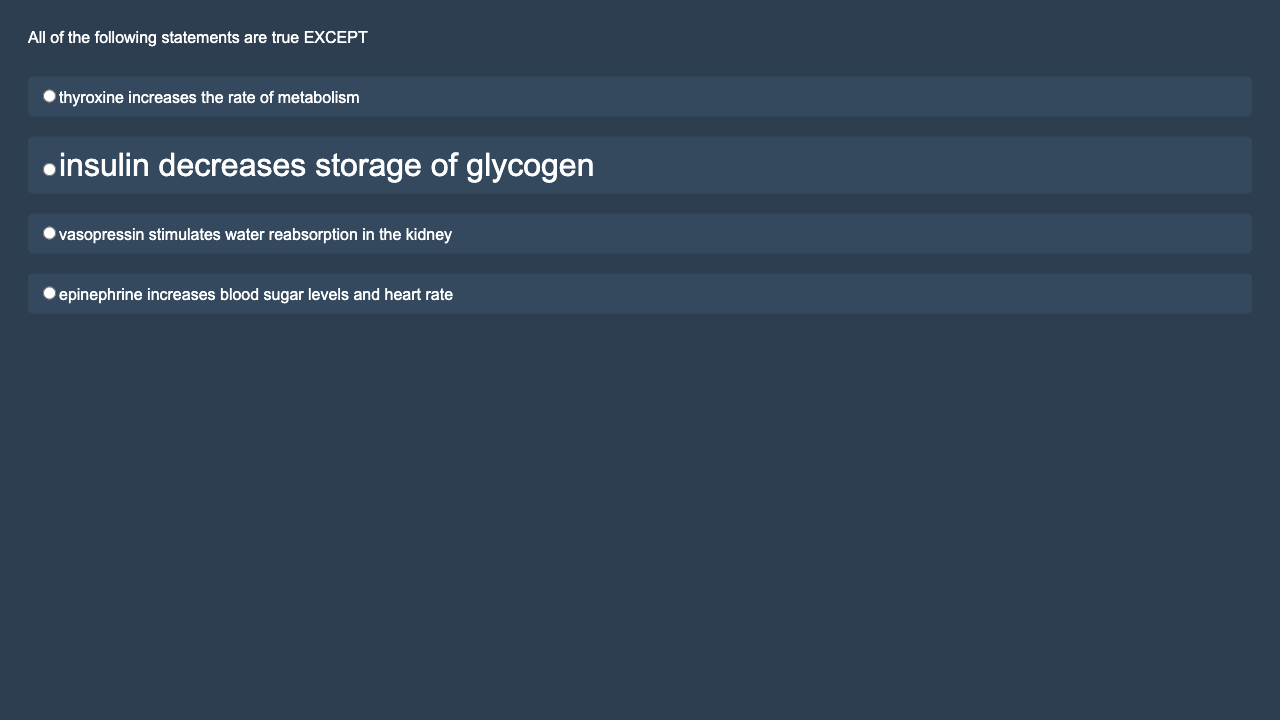 All of the following statements are true EXCEPT
thyroxine increases the rate of metabolism
insulin decreases storage of glycogen
vasopressin stimulates water reabsorption in the kidney
epinephrine increases blood sugar levels and heart rate